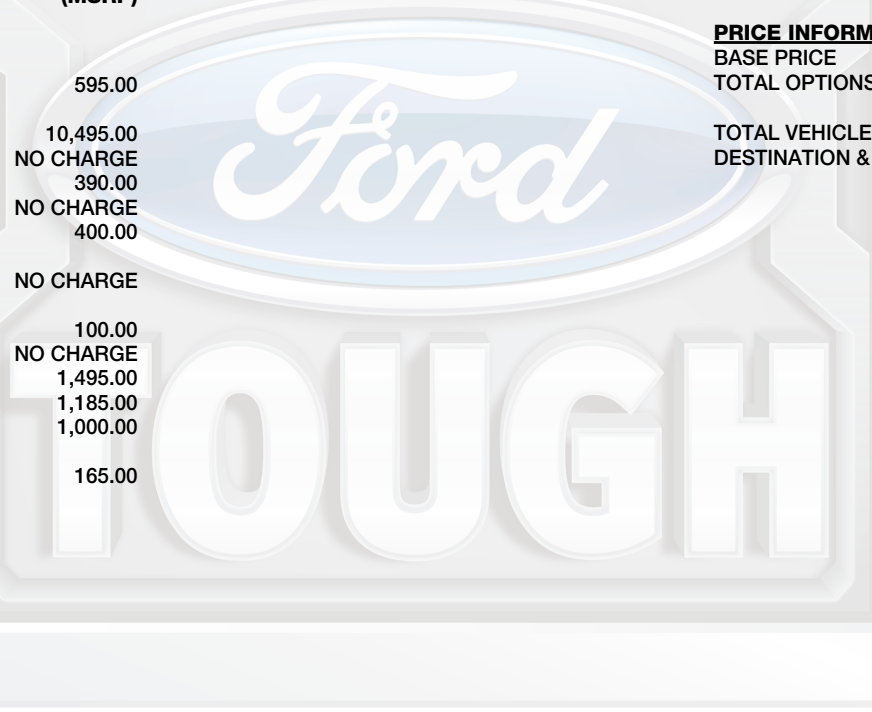 (MSRP)
595.00
10,495.00
NO CHARGE
390.00
NO CHARGE
400.00
NO CHARGE
100.00
NO CHARGE
1,495.00
1,185.00
1,000.00
165.00
PRICE INFORM
BASE PRICE
TOTAL OPTIONS
TOTAL VEHICLE
DESTINATION &
Ford
TOUGH